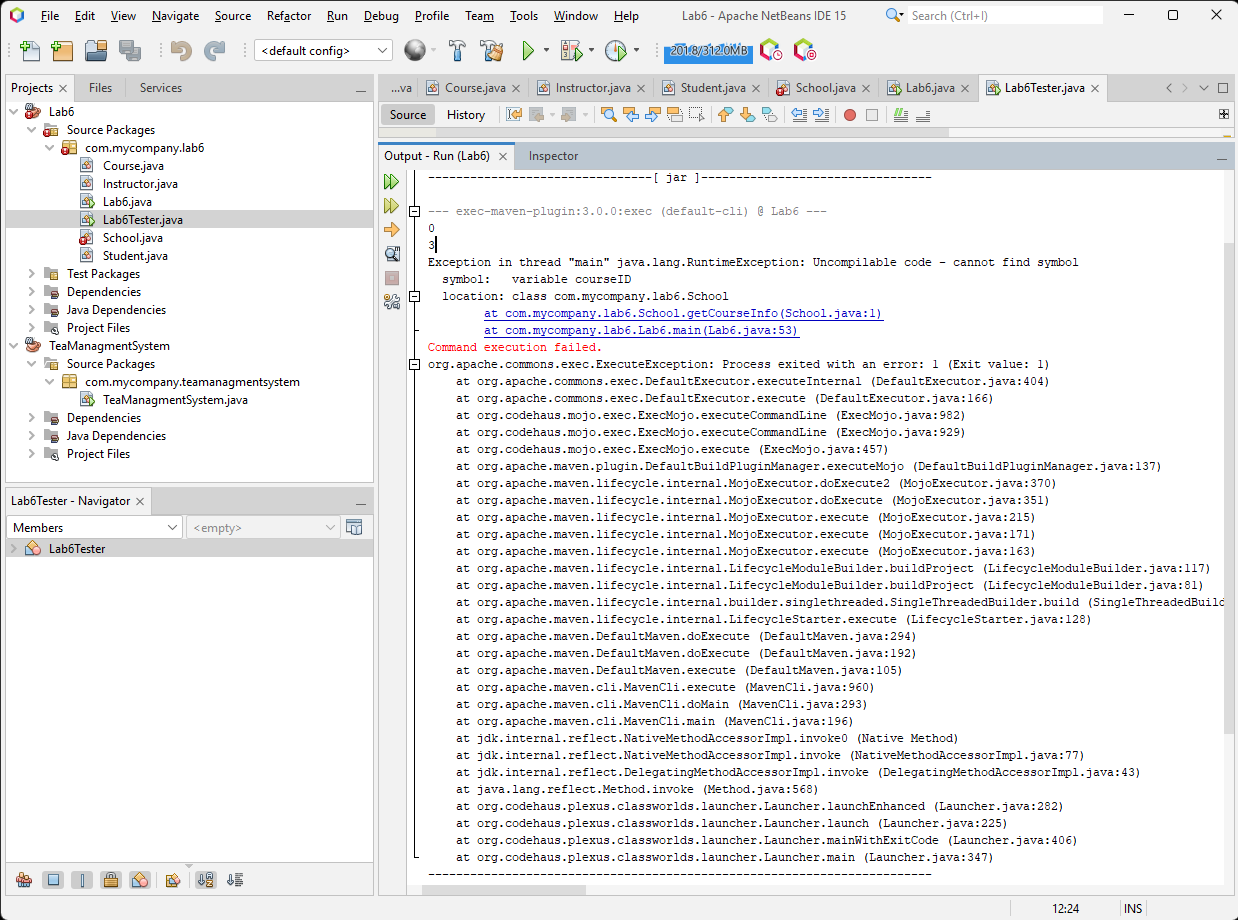 File Edit View Navigate Source Refactor Run Debug Profile Team Tools Window Help Lab6 - Apache NetBeans IDE 15 Search (Ctrl+I)
<default config> 201.8/312.0MB
Projects Files Services
Lab6
Source Packages
com.mycompany.lab6
Course.java
Instructor.java
Lab6.java
Lab6Tester.java
School.java
Student.java
Test Packages
Dependencies
Java Dependencies
Project Files
TeaManagmentSystem
Source Packages
com.mycompany.teamanagmentsystem
TeaManagmentSystem.java
Dependencies
Java Dependencies
Project Files
Lab6Tester - Navigator
Members <empty>
Lab6Tester
...va Course.java Instructor.java Student.java School.java Lab6.java Lab6Tester.java
Source History
Output - Run (Lab6) Inspector
--------------------------------[ jar ]---------------------------------
--- exec-maven-plugin:3.0.0:exec (default-cli) @ Lab6 ---
0
3
Exception in thread "main" java.lang.RuntimeException: Uncompilable code - cannot find symbol
symbol: variable courseID
location: class com.mycompany.lab6.School
at com.mycompany.lab6.School.getCourseInfo(School.java:1)
at com.mycompany.lab6.Lab6.main(Lab6.java:53)
Command execution failed.
org.apache.commons.exec.ExecuteException: Process exited with an error: 1 (Exit value: 1)
at org.apache.commons.exec.DefaultExecutor.executeInternal (DefaultExecutor.java:404)
at org.apache.commons.exec.DefaultExecutor.execute (DefaultExecutor.java:166)
at org.codehaus.mojo.exec.ExecMojo.executeCommandLine (ExecMojo.java:982)
at org.codehaus.mojo.exec.ExecMojo.executeCommandLine (ExecMojo.java:929)
at org.codehaus.mojo.exec.ExecMojo.execute (ExecMojo.java:457)
at org.apache.maven.plugin.DefaultBuildPluginManager.executeMojo (DefaultBuildPluginManager.java:137)
at org.apache.maven.lifecycle.internal.MojoExecutor.doExecute2 (MojoExecutor.java:370)
at org.apache.maven.lifecycle.internal.MojoExecutor.doExecute (MojoExecutor.java:351)
at org.apache.maven.lifecycle.internal.MojoExecutor.execute (MojoExecutor.java:215)
at org.apache.maven.lifecycle.internal.MojoExecutor.execute (MojoExecutor.java:171)
at org.apache.maven.lifecycle.internal.MojoExecutor.execute (MojoExecutor.java:163)
at org.apache.maven.lifecycle.internal.LifecycleModuleBuilder.buildProject (LifecycleModuleBuilder.java:117)
at org.apache.maven.lifecycle.internal.LifecycleModuleBuilder.buildProject (LifecycleModuleBuilder.java:81)
at org.apache.maven.lifecycle.internal.builder.singlethreaded.SingleThreadedBuilder.build (SingleThreadedBuild
at org.apache.maven.lifecycle.internal.LifecycleStarter.execute (LifecycleStarter.java:128)
at org.apache.maven.DefaultMaven.doExecute (DefaultMaven.java:294)
at org.apache.maven.DefaultMaven.doExecute (DefaultMaven.java:192)
at org.apache.maven.DefaultMaven.execute (DefaultMaven.java:105)
at org.apache.maven.cli.MavenCli.execute (MavenCli.java:960)
at org.apache.maven.cli.MavenCli.doMain (MavenCli.java:293)
at org.apache.maven.cli.MavenCli.main (MavenCli.java:196)
at jdk.internal.reflect.NativeMethodAccessorImpl.invoke0 (Native Method)
at jdk.internal.reflect.NativeMethodAccessorImpl.invoke (NativeMethodAccessorImpl.java:77)
at jdk.internal.reflect.DelegatingMethodAccessorImpl.invoke (DelegatingMethodAccessorImpl.java:43)
at java.lang.reflect.Method.invoke (Method.java:568)
at org.codehaus.plexus.classworlds.launcher.Launcher.launchEnhanced (Launcher.java:282)
at org.codehaus.plexus.classworlds.launcher.Launcher.launch (Launcher.java:225)
at org.codehaus.plexus.classworlds.launcher.Launcher.mainWithExitCode (Launcher.java:406)
at org.codehaus.plexus.classworlds.launcher.Launcher.main (Launcher.java:347)
------------------------------------------------------------------------
12:24 INS